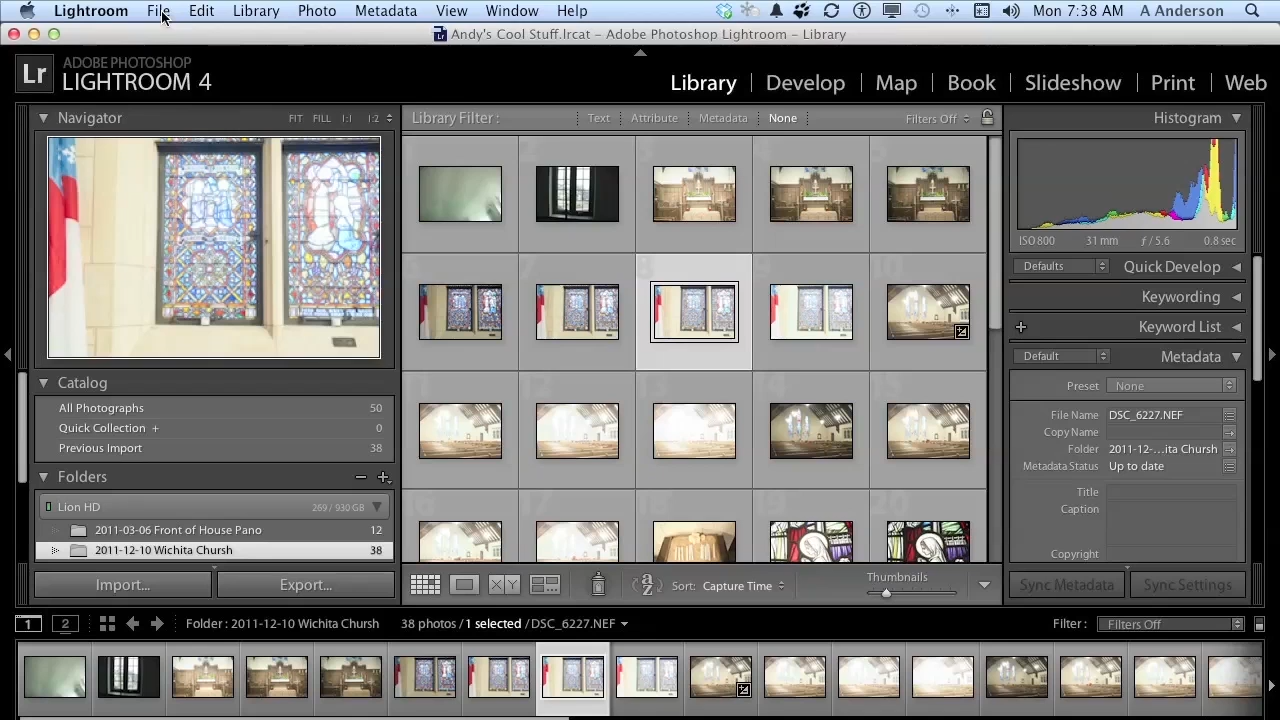 Lightroom File Edit Library Photo Metadata View Window Help Mon 7:38 AM A Anderson
Andy's Cool Stuff.lrcat – Adobe Photoshop Lightroom – Library
Lr ADOBE PHOTOSHOP
LIGHTROOM 4
Library | Develop | Map | Book | Slideshow | Print | Web
Navigator FIT FILL 1:1 1:2
Library Filter : Text Attribute Metadata None Filters Off
Histogram
ISO 800 31 mm ƒ / 5.6 0.8 sec
Defaults Quick Develop
Keywording
+ Keyword List
Default Metadata
Preset None
File Name DSC_6227.NEF
Copy Name
Folder 2011-12-...ita Chursh
Metadata Status Up to date
Title
Caption
Copyright
Catalog
All Photographs 50
Quick Collection + 0
Previous Import 38
Folders
Lion HD 269 / 930 GB
2011-03-06 Front of House Pano 12
2011-12-10 Wichita Chursh 38
Import... Export...
XY
Sort: Capture Time
Thumbnails
Sync Metadata Sync Settings
1 2 Folder : 2011-12-10 Wichita Chursh 38 photos / 1 selected / DSC_6227.NEF Filter : Filters Off